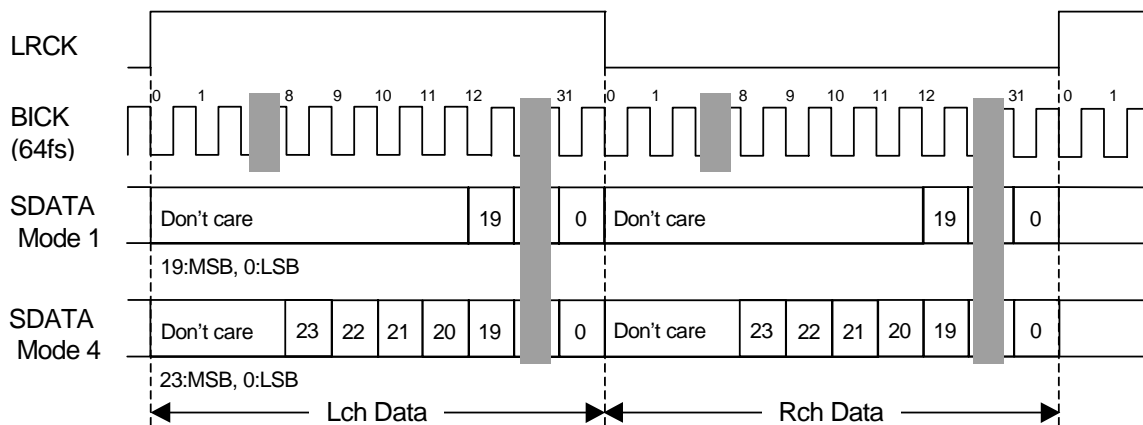 LRCK
0 1 8 9 10 11 12 31 0 1 8 9 10 11 12 31 0 1
BICK
(64fs)
SDATA
Mode 1
Don't care 19 0 Don't care 19 0
19:MSB, 0:LSB
SDATA
Mode 4
Don't care 23 22 21 20 19 0 Don't care 23 22 21 20 19 0
23:MSB, 0:LSB
Lch Data Rch Data